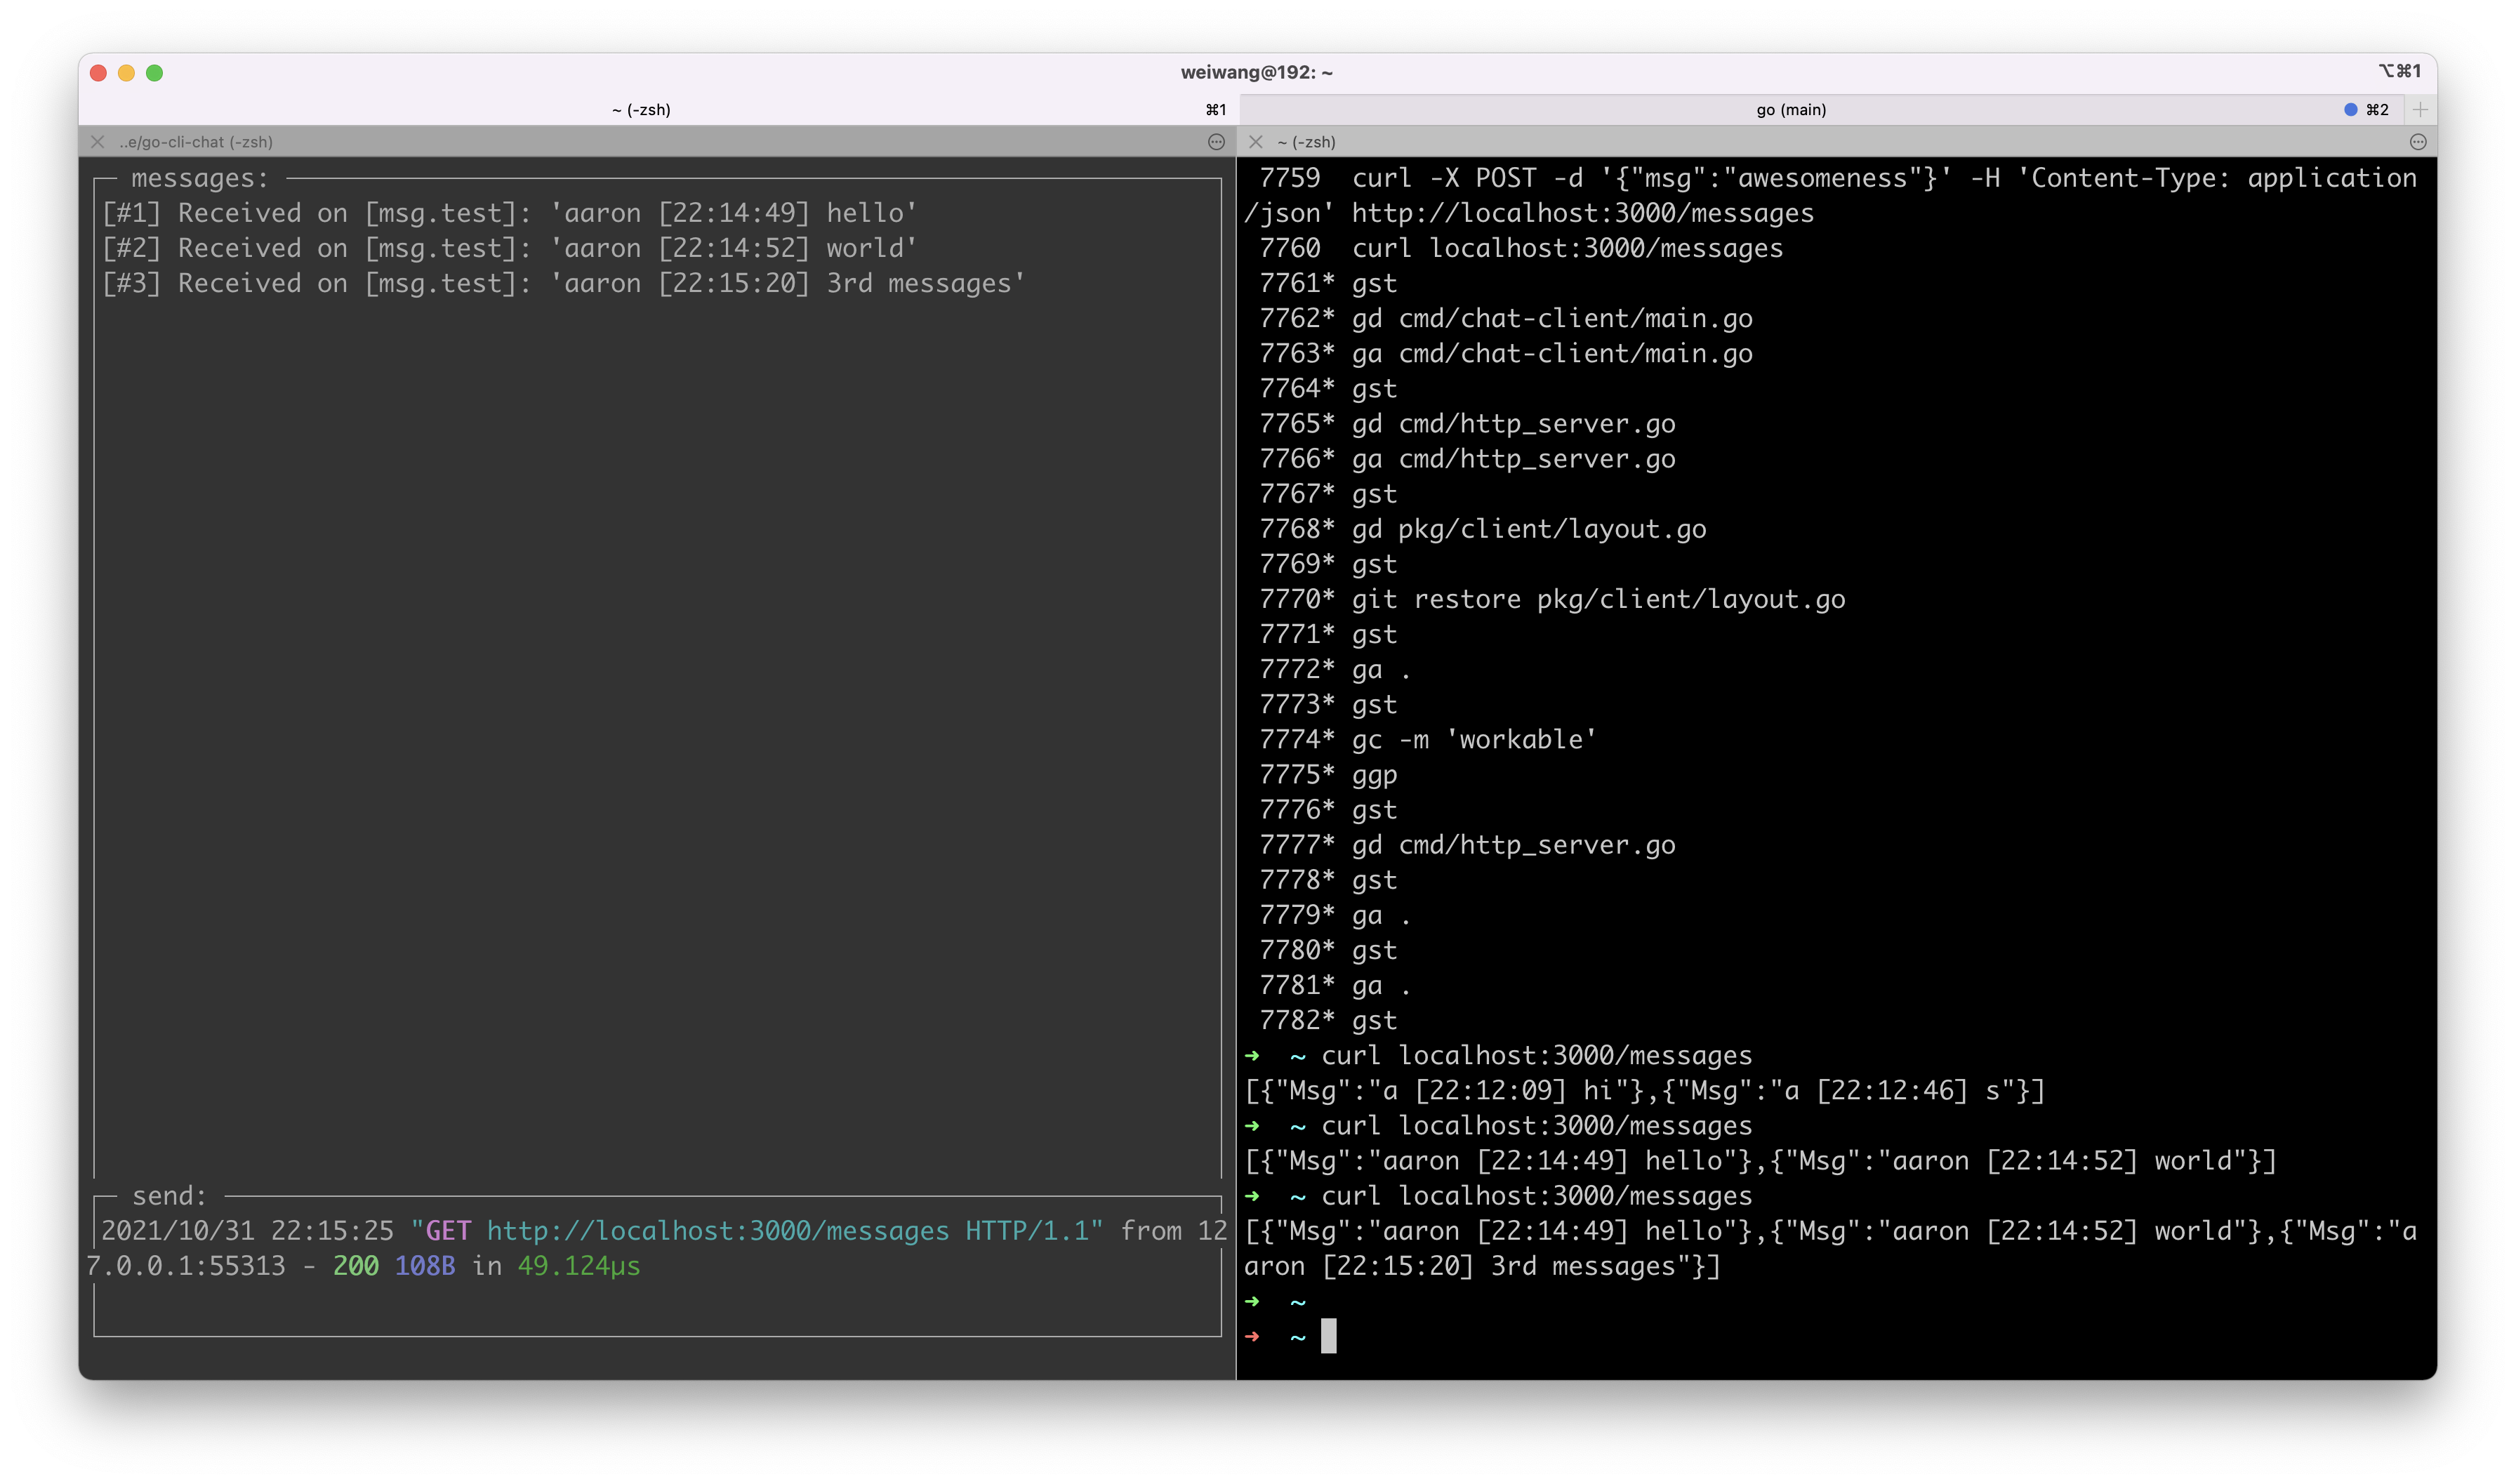 weiwang@192: ~
⌥⌘1
~ (-zsh)
⌘1
go (main)
⌘2
..e/go-cli-chat (-zsh)
messages:
[#1] Received on [msg.test]: 'aaron [22:14:49] hello'
[#2] Received on [msg.test]: 'aaron [22:14:52] world'
[#3] Received on [msg.test]: 'aaron [22:15:20] 3rd messages'
send:
2021/10/31 22:15:25 "GET http://localhost:3000/messages HTTP/1.1" from 12
7.0.0.1:55313 - 200 108B in 49.124µs
~ (-zsh)
7759  curl -X POST -d '{"msg":"awesomeness"}' -H 'Content-Type: application
/json' http://localhost:3000/messages
7760  curl localhost:3000/messages
7761* gst
7762* gd cmd/chat-client/main.go
7763* ga cmd/chat-client/main.go
7764* gst
7765* gd cmd/http_server.go
7766* ga cmd/http_server.go
7767* gst
7768* gd pkg/client/layout.go
7769* gst
7770* git restore pkg/client/layout.go
7771* gst
7772* ga .
7773* gst
7774* gc -m 'workable'
7775* ggp
7776* gst
7777* gd cmd/http_server.go
7778* gst
7779* ga .
7780* gst
7781* ga .
7782* gst
➜  ~ curl localhost:3000/messages
[{"Msg":"a [22:12:09] hi"},{"Msg":"a [22:12:46] s"}]
➜  ~ curl localhost:3000/messages
[{"Msg":"aaron [22:14:49] hello"},{"Msg":"aaron [22:14:52] world"}]
➜  ~ curl localhost:3000/messages
[{"Msg":"aaron [22:14:49] hello"},{"Msg":"aaron [22:14:52] world"},{"Msg":"a
aron [22:15:20] 3rd messages"}]
➜  ~
➜  ~